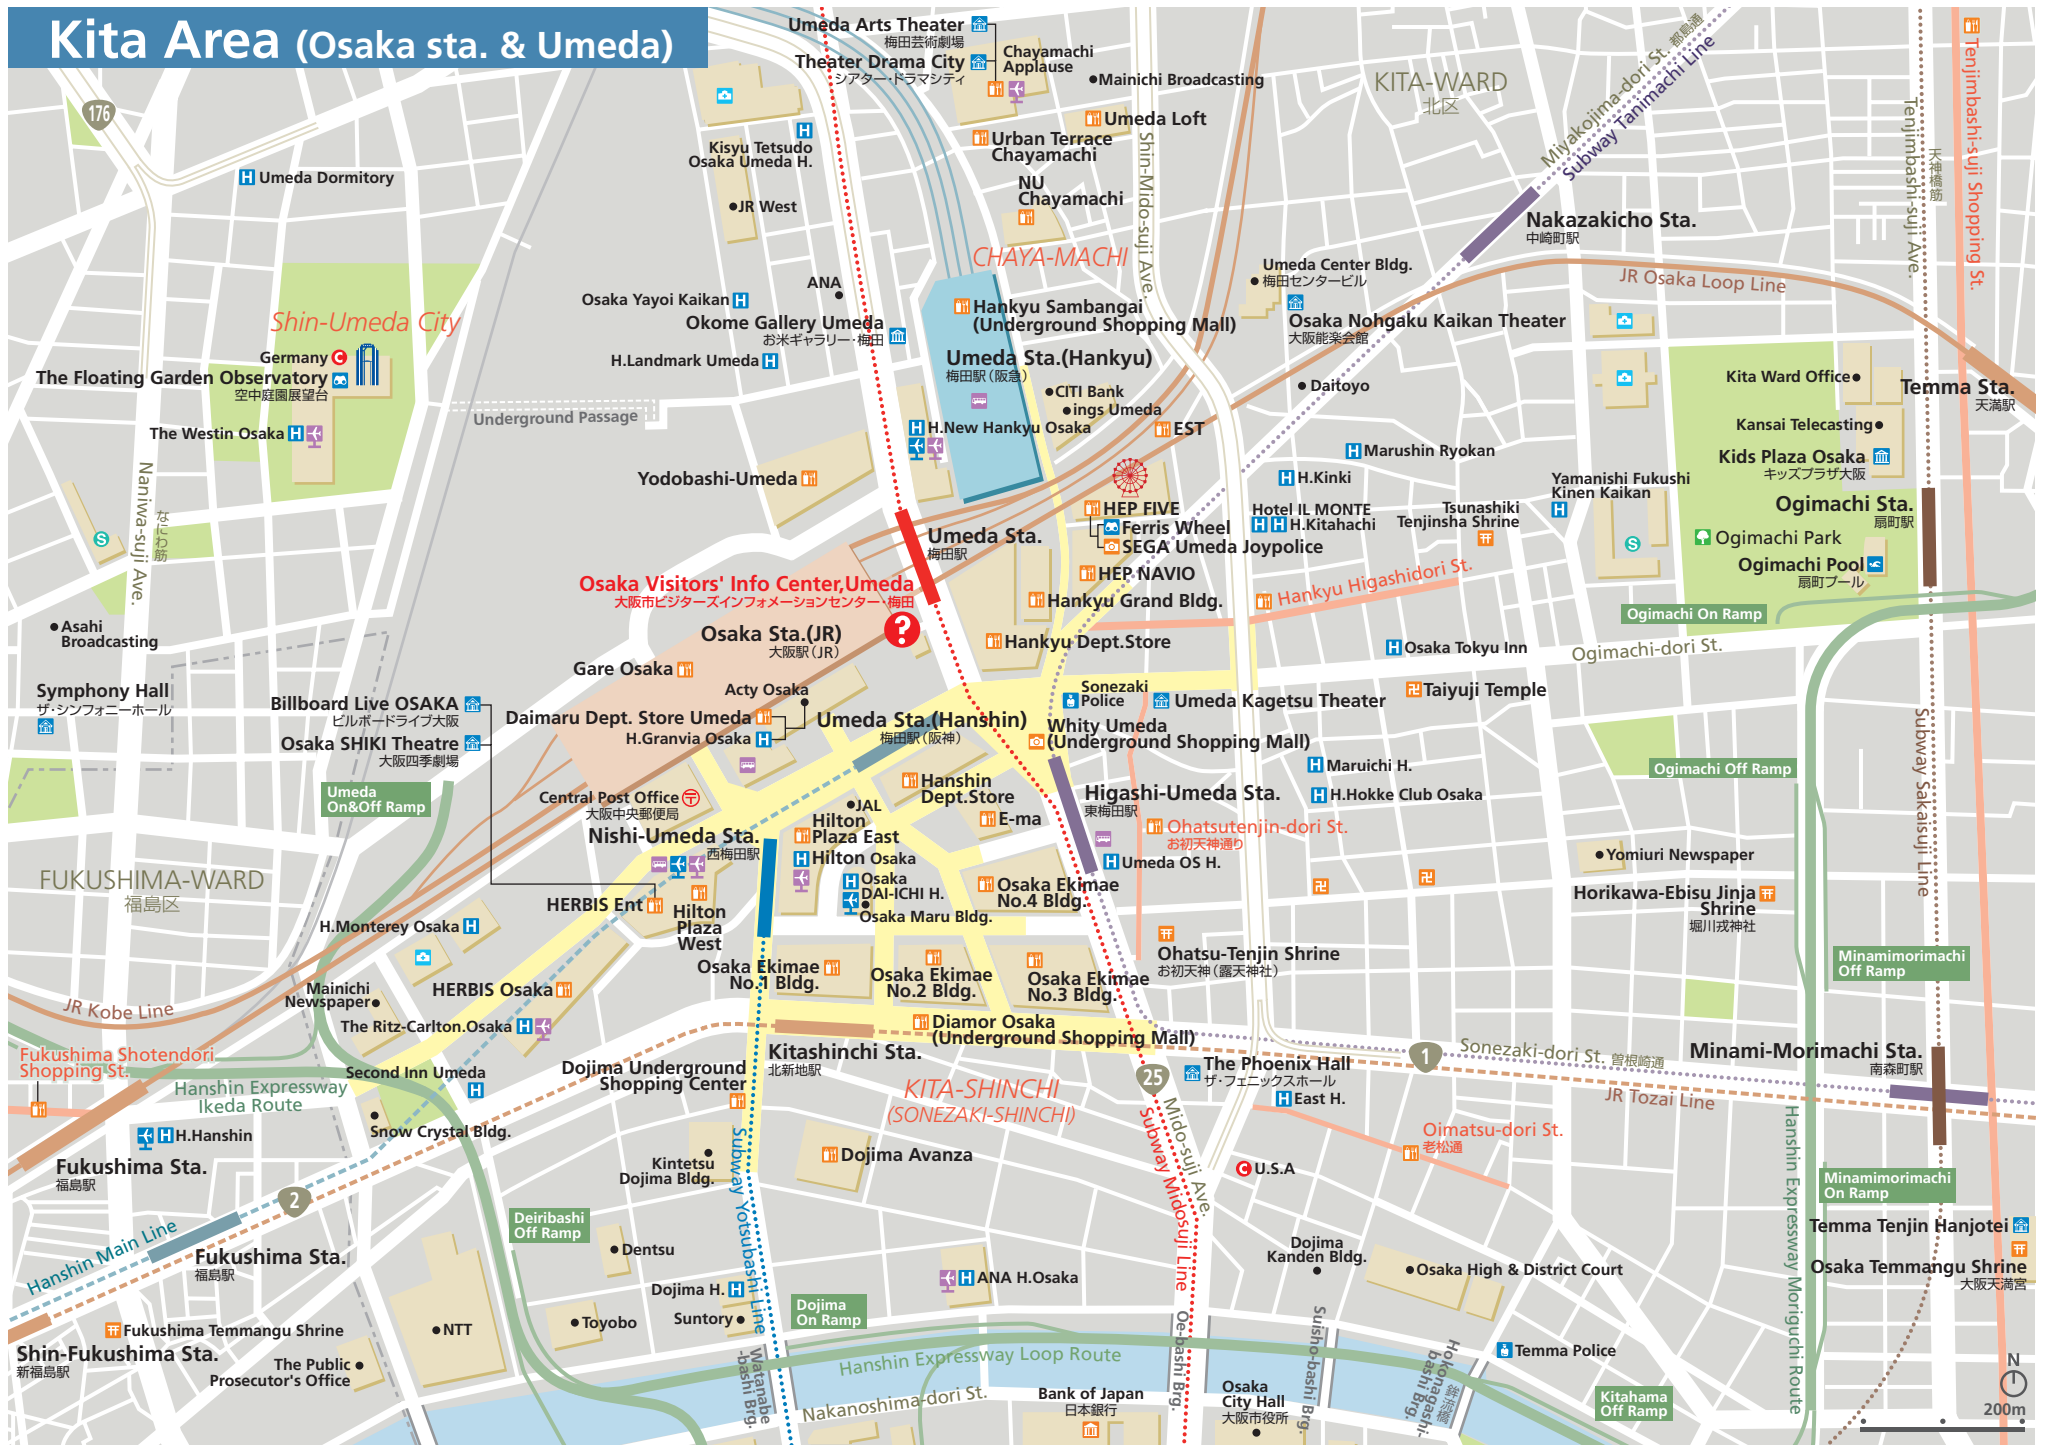 Kita Area (Osaka sta. & Umeda)
Umeda Arts Theater
梅田芸術劇場
Theater Drama City
シアター・ドラマシティ
Chayamachi
Applause
Mainichi Broadcasting
KITA-WARD
北区
Miyakojima-dori St. 都島通
Subway Tanimachi Line
Tenjimbashi-suji Shopping St.
Tenjimbashi-suji Ave.
天神橋筋
176
Umeda Dormitory
Kisyu Tetsudo
Osaka Umeda H.
JR West
Umeda Loft
Urban Terrace
Chayamachi
NU
Chayamachi
Shin-Mido-suji Ave.
Nakazakicho Sta.
中崎町駅
CHAYA-MACHI
Umeda Center Bldg.
梅田センタービル
JR Osaka Loop Line
ANA
Osaka Yayoi Kaikan
Okome Gallery Umeda
お米ギャラリー・梅田
H.Landmark Umeda
Hankyu Sambangai
(Underground Shopping Mall)
Umeda Sta.(Hankyu)
梅田駅（阪急）
Osaka Nohgaku Kaikan Theater
大阪能楽会館
Shin-Umeda City
Germany
The Floating Garden Observatory
空中庭園展望台
The Westin Osaka
Underground Passage
CITI Bank
ings Umeda
H.New Hankyu Osaka
EST
Daitoyo
Kita Ward Office
Temma Sta.
天満駅
Kansai Telecasting
Kids Plaza Osaka
キッズプラザ大阪
Marushin Ryokan
H.Kinki
Yamanishi Fukushi
Kinen Kaikan
Ogimachi Sta.
扇町駅
Yodobashi-Umeda
Naniwa-suji Ave.
なにわ筋
HEP FIVE
Ferris Wheel
SEGA Umeda Joypolice
Hotel IL MONTE
H.Kitahachi
Tsunashiki
Tenjinsha Shrine
Ogimachi Park
Ogimachi Pool
扇町プール
Umeda Sta.
梅田駅
HEP NAVIO
Hankyu Grand Bldg.
Hankyu Higashidori St.
Ogimachi On Ramp
Osaka Visitors' Info Center,Umeda
大阪市ビジターズインフォメーションセンター・梅田
?
Osaka Sta.(JR)
大阪駅（JR）
Hankyu Dept.Store
Osaka Tokyu Inn
Ogimachi-dori St.
Asahi
Broadcasting
Gare Osaka
Acty Osaka
Sonezaki
Police
Umeda Kagetsu Theater
Taiyuji Temple
Symphony Hall
ザ・シンフォニーホール
Billboard Live OSAKA
ビルボードライブ大阪
Osaka SHIKI Theatre
大阪四季劇場
Daimaru Dept. Store Umeda
H.Granvia Osaka
Umeda Sta.(Hanshin)
梅田駅（阪神）
Whity Umeda
(Underground Shopping Mall)
Maruichi H.
Ogimachi Off Ramp
Subway Sakaisuji Line
Umeda
On&Off Ramp
Central Post Office
大阪中央郵便局
Hanshin
Dept.Store
E-ma
Higashi-Umeda Sta.
東梅田駅
H.Hokke Club Osaka
JAL
Hilton
Plaza East
Nishi-Umeda Sta.
西梅田駅
Hilton Osaka
Osaka
DAI-ICHI H.
Osaka Maru Bldg.
Ohatsutenjin-dori St.
お初天神通り
Umeda OS H.
Yomiuri Newspaper
FUKUSHIMA-WARD
福島区
HERBIS Ent
Hilton
Plaza
West
Osaka Ekimae
No.4 Bldg.
Horikawa-Ebisu Jinja
Shrine
堀川戎神社
H.Monterey Osaka
Ohatsu-Tenjin Shrine
お初天神（露天神社）
Minamimorimachi
Off Ramp
Osaka Ekimae
No.1 Bldg.
Osaka Ekimae
No.2 Bldg.
Osaka Ekimae
No.3 Bldg.
HERBIS Osaka
Mainichi
Newspaper
The Ritz-Carlton.Osaka
JR Kobe Line
Diamor Osaka
(Underground Shopping Mall)
1
Sonezaki-dori St. 曽根崎通
Minami-Morimachi Sta.
南森町駅
Fukushima Shotendori
Shopping St.
Hanshin Expressway
Ikeda Route
Second Inn Umeda
Dojima Underground
Shopping Center
Kitashinchi Sta.
北新地駅
KITA-SHINCHI
(SONEZAKI-SHINCHI)
25
The Phoenix Hall
ザ・フェニックスホール
East H.
JR Tozai Line
Snow Crystal Bldg.
H.Hanshin
Fukushima Sta.
福島駅
Oimatsu-dori St.
老松通
Mido-suji Ave.
Subway Midosuji Line
Subway Yotsubashi Line
Kintetsu
Dojima Bldg.
Dojima Avanza
U.S.A
Hanshin Expressway Moriguchi Route
Minamimorimachi
On Ramp
2
Hanshin Main Line
Fukushima Sta.
福島駅
Deiribashi
Off Ramp
Dentsu
Dojima
Kanden Bldg.
Osaka High & District Court
Temma Tenjin Hanjotei
Osaka Temmangu Shrine
大阪天満宮
Dojima H.
Suntory
ANA H.Osaka
Dojima
On Ramp
Fukushima Temmangu Shrine
NTT
Toyobo
Shin-Fukushima Sta.
新福島駅
The Public
Prosecutor's Office
Hanshin Expressway Loop Route
Watanabe
-bashi Brg.
Oe-bashi Brg.
Suisho-bashi Brg.
Hokonagashi-
bashi Brg.
鉾流橋
Temma Police
Nakanoshima-dori St.
Bank of Japan
日本銀行
Osaka
City Hall
大阪市役所
Kitahama
Off Ramp
N
200m